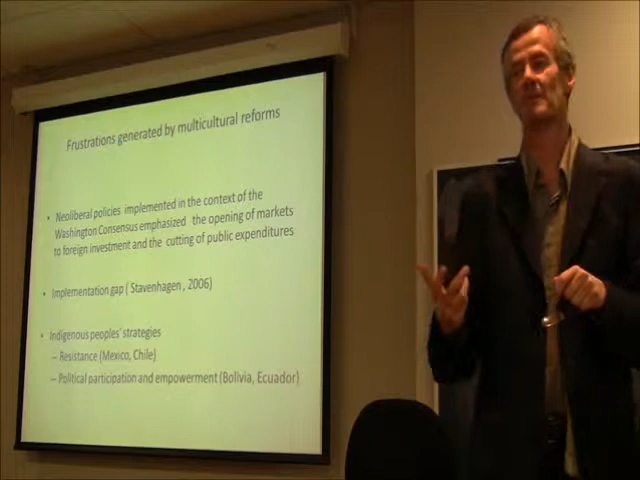 Frustrations generated by multicultural reforms
• Neoliberal policies implemented in the context of the
Washington Consensus emphasized the opening of markets
to foreign investment and the cutting of public expenditures
• Implementation gap ( Stavenhagen , 2006)
• Indigenous peoples' strategies
– Resistance (Mexico, Chile)
– Political participation and empowerment (Bolivia, Ecuador)